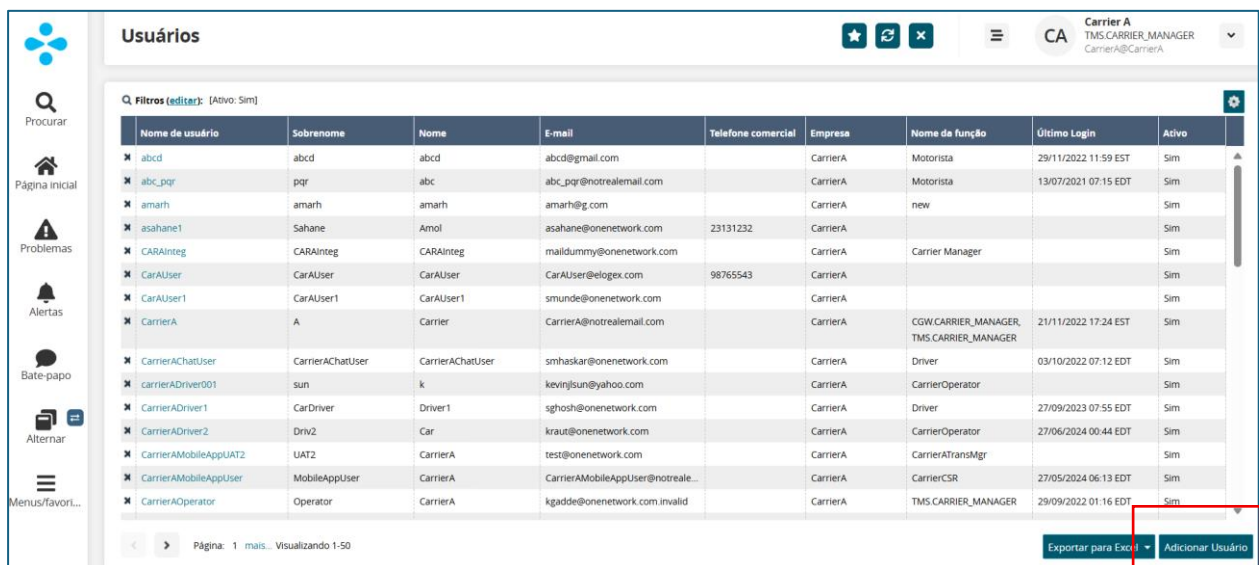 Usuários
CA
Carrier A
TMS.CARRIER_MANAGER
CarrierA@CarrierA
Procurar
Página inicial
Problemas
Alertas
Bate-papo
Alternar
Menus/favori...
Filtros (editar): [Ativo: Sim]
Nome de usuário Sobrenome Nome E-mail Telefone comercial Empresa Nome da função Último Login Ativo
abcd abcd abcd abcd@gmail.com CarrierA Motorista 29/11/2022 11:59 EST Sim
abc_pqr pqr abc abc_pqr@notrealemail.com CarrierA Motorista 13/07/2021 07:15 EDT Sim
amarh amarh amarh amarh@g.com CarrierA new Sim
asahane1 Sahane Amol asahane@onenetwork.com 23131232 CarrierA Sim
CARAInteg CARAInteg CARAInteg maildummy@onenetwork.com CarrierA Carrier Manager Sim
CarAUser CarAUser CarAUser CarAUser@elogex.com 98765543 CarrierA Sim
CarAUser1 CarAUser1 CarAUser1 smunde@onenetwork.com CarrierA Sim
CarrierA A Carrier CarrierA@notrealemail.com CarrierA CGW.CARRIER_MANAGER, 21/11/2022 17:24 EST Sim
TMS.CARRIER_MANAGER
CarrierAChatUser CarrierAChatUser CarrierAChatUser smhaskar@onenetwork.com CarrierA Driver 03/10/2022 07:12 EDT Sim
carrierADriver001 sun k kevinjlsun@yahoo.com CarrierA CarrierOperator Sim
CarrierADriver1 CarDriver Driver1 sghosh@onenetwork.com CarrierA Driver 27/09/2023 07:55 EDT Sim
CarrierADriver2 Driv2 Car kraut@onenetwork.com CarrierA CarrierOperator 27/06/2024 00:44 EDT Sim
CarrierAMobileAppUAT2 UAT2 CarrierA test@onenetwork.com CarrierA CarrierATransMgr Sim
CarrierAMobileAppUser MobileAppUser CarrierA CarrierAMobileAppUser@notreale... CarrierA CarrierCSR 27/05/2024 06:13 EDT Sim
CarrierAOperator Operator CarrierA kgadde@onenetwork.com.invalid CarrierA TMS.CARRIER_MANAGER 29/09/2022 01:16 EDT Sim
Página: 1 mais... Visualizando 1-50
Exportar para Excel Adicionar Usuário